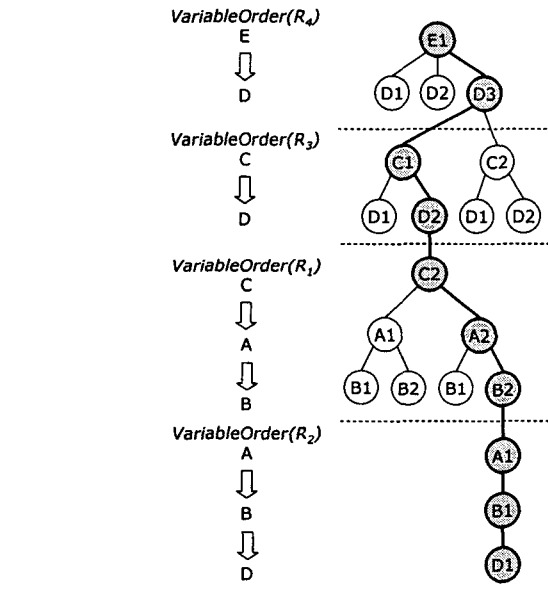 VariableOrder(R4)
E
D
E1
D1 D2 D3
VariableOrder(R3)
C
D
C1 C2
D1 D2 D1 D2
VariableOrder(R1)
C
A
B
C2
A1 A2
B1 B2 B1 B2
VariableOrder(R2)
A
B
D
A1
B1
D1